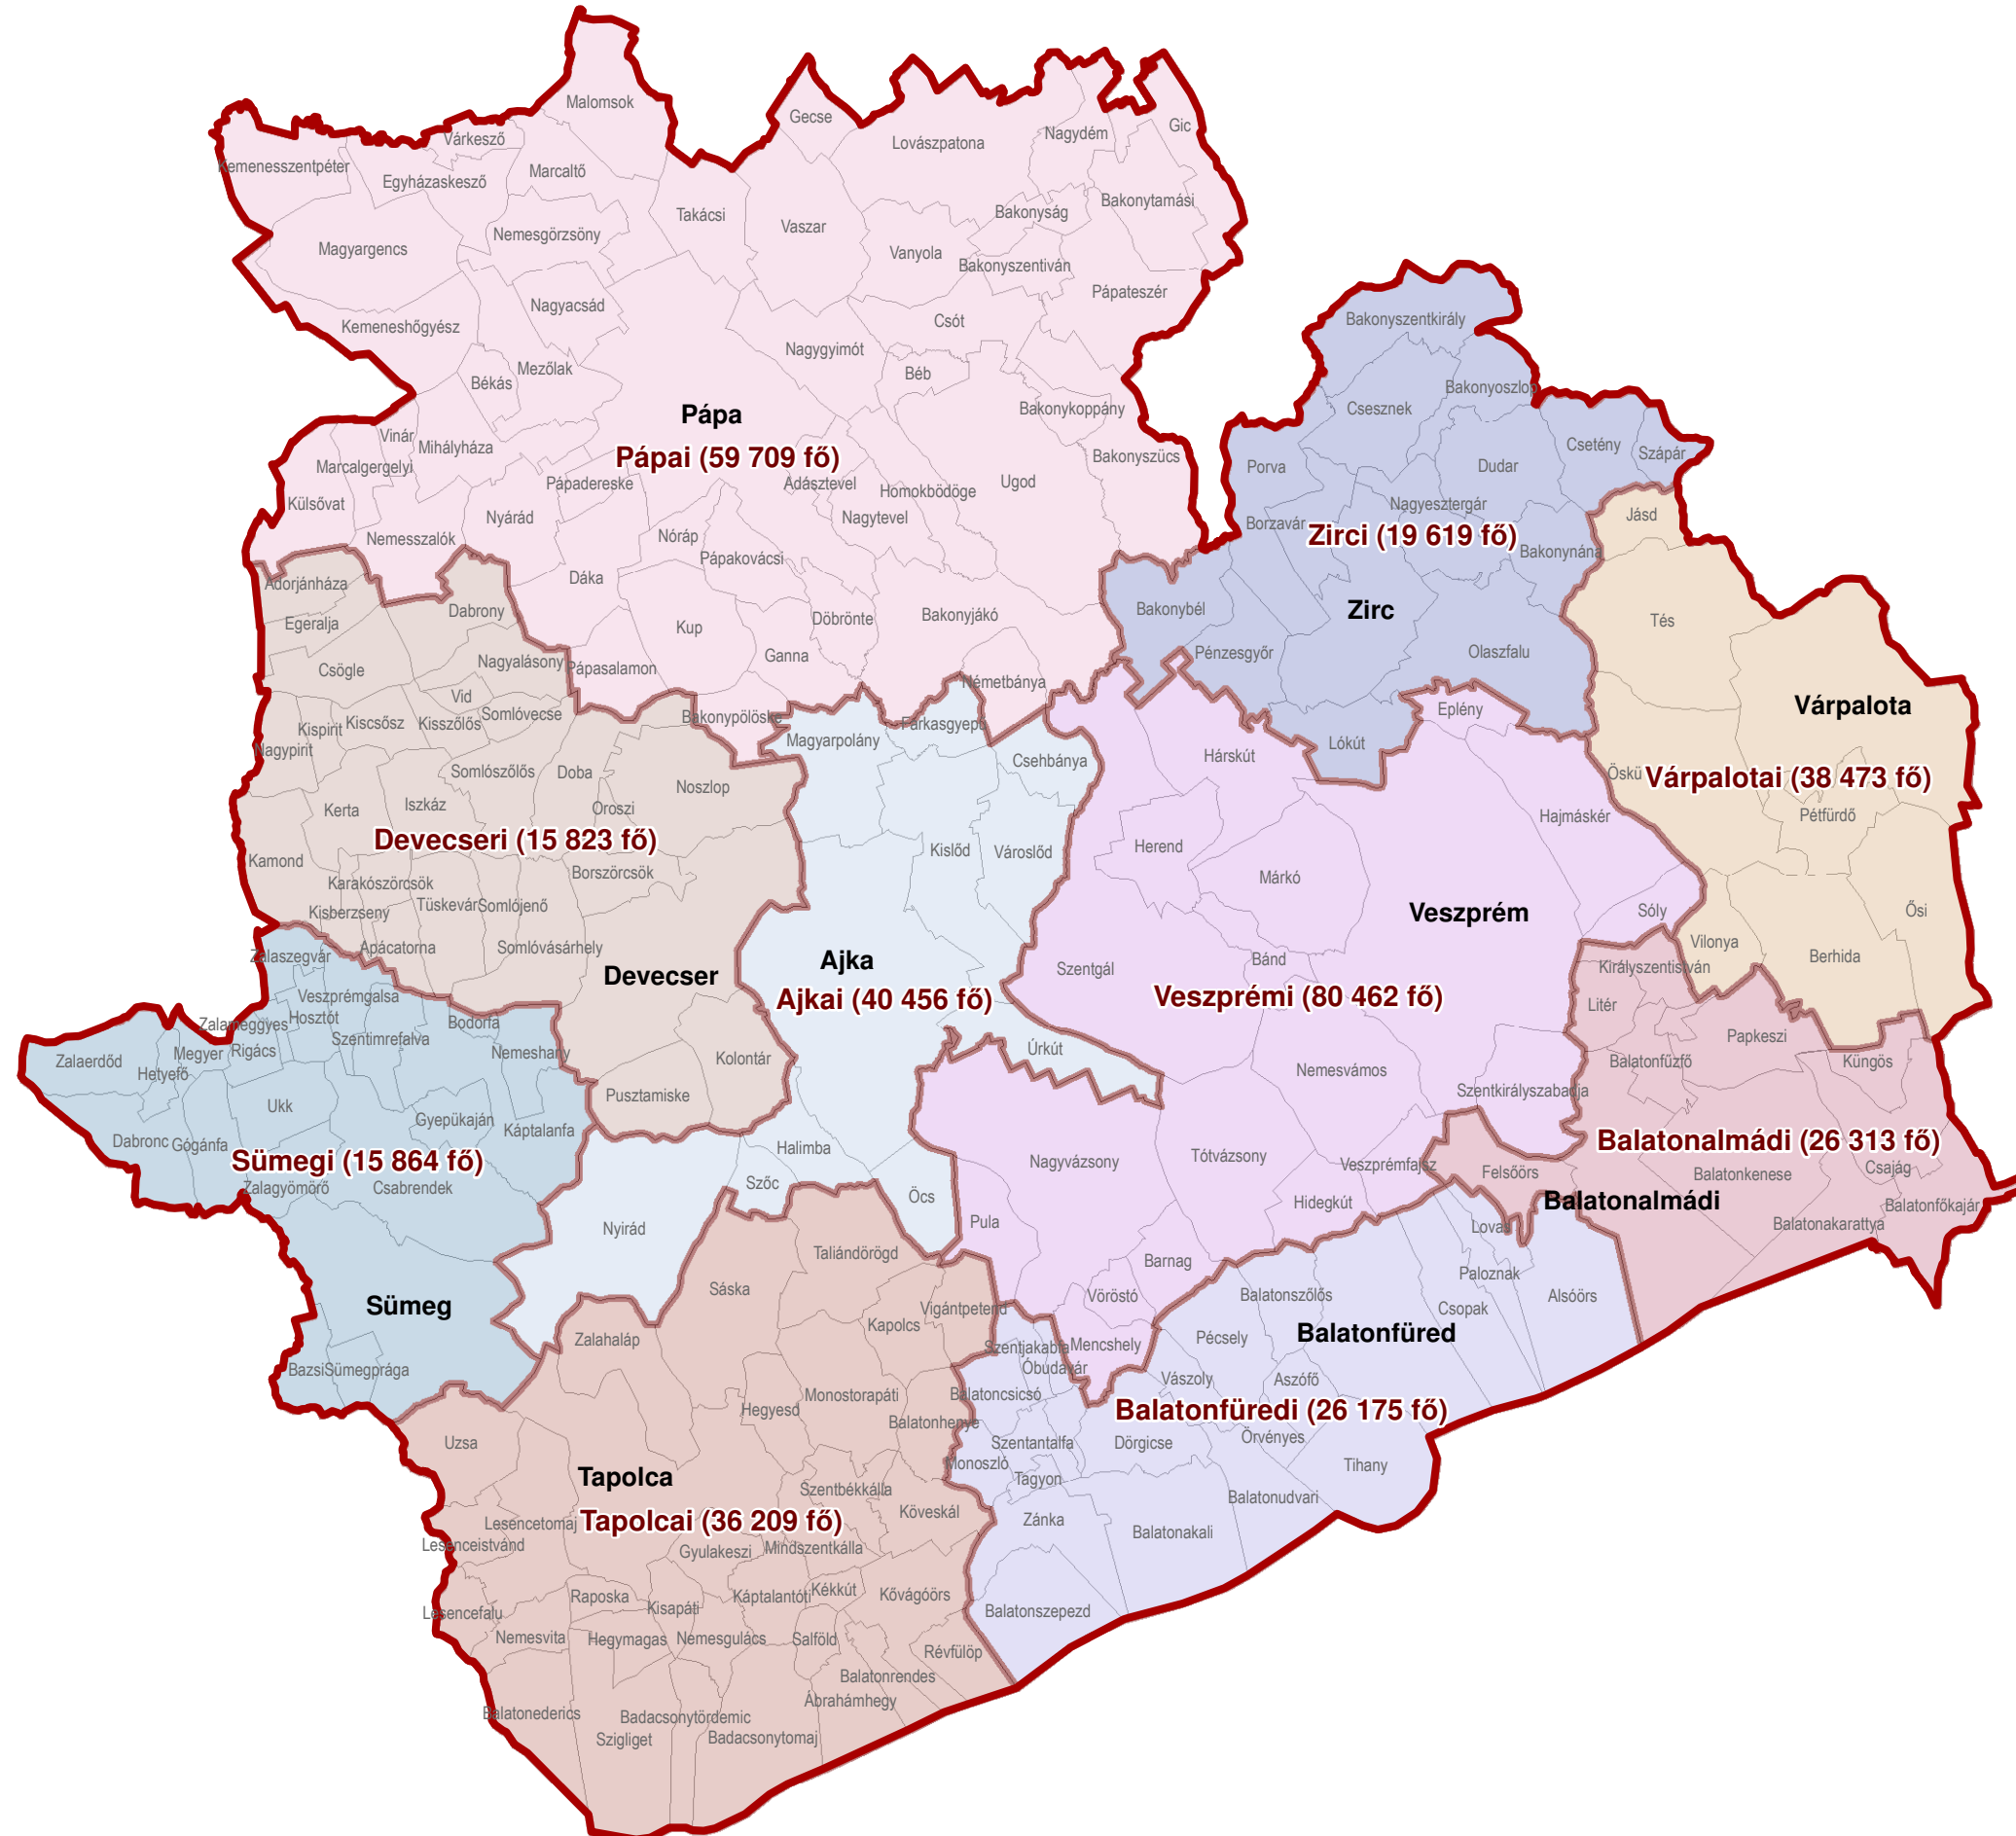 Malomsok
Gecse
Várkesző
Lovászpatona
Nagydém
Gic
Kemenesszentpéter
Egyházaskesző
Marcaltő
Takácsi
Vaszar
Bakonyság
Bakonytamási
Magyargencs
Nemesgörzsöny
Vanyola
Bakonyszentiván
Nagyacsád
Pápateszér
Kemeneshőgyész
Csót
Bakonyszentkirály
Nagygyimót
Mezőlak
Békás
Béb
Bakonyoszlop
Pápa
Bakonykoppány
Csesznek
Vinár
Mihályháza
Pápai (59 709 fő)
Bakonyszücs
Csetény
Szápár
Marcalgergelyi
Pápadereske
Adásztevel
Homokbödöge
Ugod
Porva
Dudar
Külsővat
Nyárád
Nagytevel
Nagyesztergár
Jásd
Nemesszalók
Nóráp
Borzavár
Zirci (19 619 fő)
Bakonynána
Pápakovácsi
Adorjánháza
Dáka
Dabrony
Döbrönte
Bakonyjákó
Bakonybél
Zirc
Tés
Egeralja
Kup
Csögle
Nagyalásony
Pápasalamon
Ganna
Pénzesgyőr
Olaszfalu
Vid
Németbánya
Várpalota
Kispirit
Kiscsősz
Kisszőlős
Somlóvecse
Bakonypölöske
Farkasgyepű
Eplény
Nagypirit
Magyarpolány
Csehbánya
Hárskút
Lókút
Somlószőlős
Doba
Noszlop
Öskü
Várpalotai (38 473 fő)
Kerta
Iszkáz
Oroszi
Hajmáskér
Pétfürdő
Devecseri (15 823 fő)
Kislőd
Városlőd
Herend
Kamond
Karakószörcsök
Borszörcsök
Márkó
Kisberzseny
Tüskevár
Somlójenő
Veszprém
Sóly
Ősi
Zalaszegvár
Apácatorna
Somlóvásárhely
Vilonya
Berhida
Devecser
Ajka
Szentgál
Bánd
Királyszentistván
Veszprémgalsa
Ajkai (40 456 fő)
Veszprémi (80 462 fő)
Litér
Zalameggyes
Hosztót
Bodorfa
Papkeszi
Megyer
Rigács
Szentimrefalva
Nemeshany
Kolontár
Úrkút
Zalaerdőd
Hetyefő
Nemesvámos
Balatonfűzfő
Küngös
Pusztamiske
Szentkirályszabadja
Ukk
Gyepükaján
Káptalanfa
Dabronc
Gógánfa
Halimba
Balatonalmádi (26 313 fő)
Sümegi (15 864 fő)
Nagyvázsony
Tótvázsony
Veszprémfajsz
Felsőörs
Balatonkenese
Csajág
Zalagyömörő
Csabrendek
Szőc
Öcs
Hidegkút
Balatonalmádi
Balatonfőkajár
Nyirád
Pula
Lovas
Balatonakarattya
Taliándörögd
Barnag
Paloznak
Sáska
Vöröstó
Balatonszőlős
Alsóörs
Sümeg
Vigántpetend
Kapolcs
Csopak
Balatonfüred
Zalahaláp
Szentjakabfa
Mencshely
Pécsely
Bazsi
Sümegprága
Óbudavár
Vászoly
Aszófő
Monostorapáti
Balatoncsicsó
Hegyesd
Balatonhenye
Balatonfüredi (26 175 fő)
Uzsa
Szentantalfa
Dörgicse
Örvényes
Monoszló
Tihany
Tapolca
Tagyon
Szentbékkálla
Balatonudvari
Köveskál
Lesencetomaj
Tapolcai (36 209 fő)
Zánka
Balatonakali
Lesenceistvánd
Gyulakeszi
Mindszentkálla
Raposka
Kisapáti
Káptalantóti
Kékkút
Kővágóörs
Lesencefalu
Balatonszepezd
Nemesvita
Hegymagas
Nemesgulács
Salföld
Révfülöp
Balatonrendes
Ábrahámhegy
Balatonederics
Badacsonytördemic
Szigliget
Badacsonytomaj